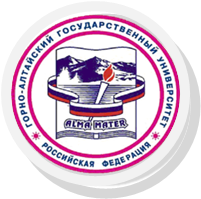 ГОРНО-АЛТАЙСКИЙ ГОСУДАРСТВЕННЫЙ УНИВЕРСИТЕТ
ALMA MATER
РОССИЙСКАЯ ФЕДЕРАЦИЯ